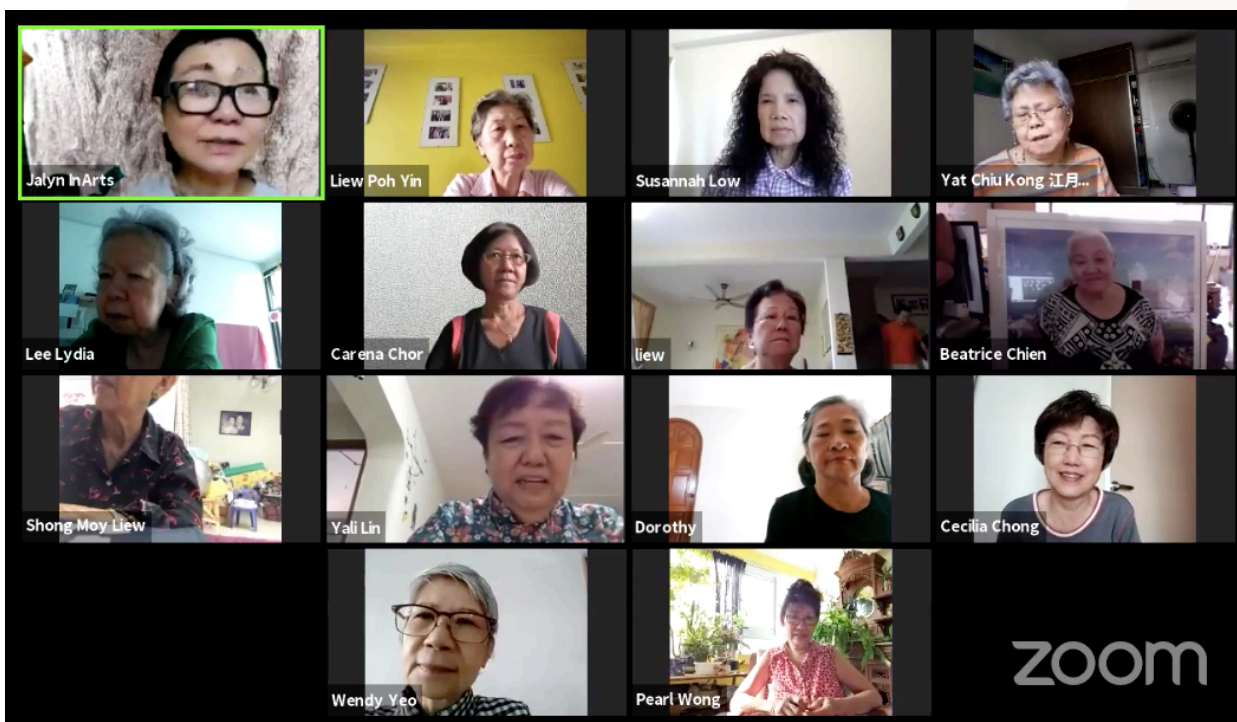 Jalyn InArts
Liew Poh Yin
Susannah Low
Yat Chiu Kong 江月...
Lee Lydia
Carena Chor
liew
Beatrice Chien
Shong Moy Liew
Yali Lin
Dorothy
Cecilia Chong
Wendy Yeo
Pearl Wong
zoom